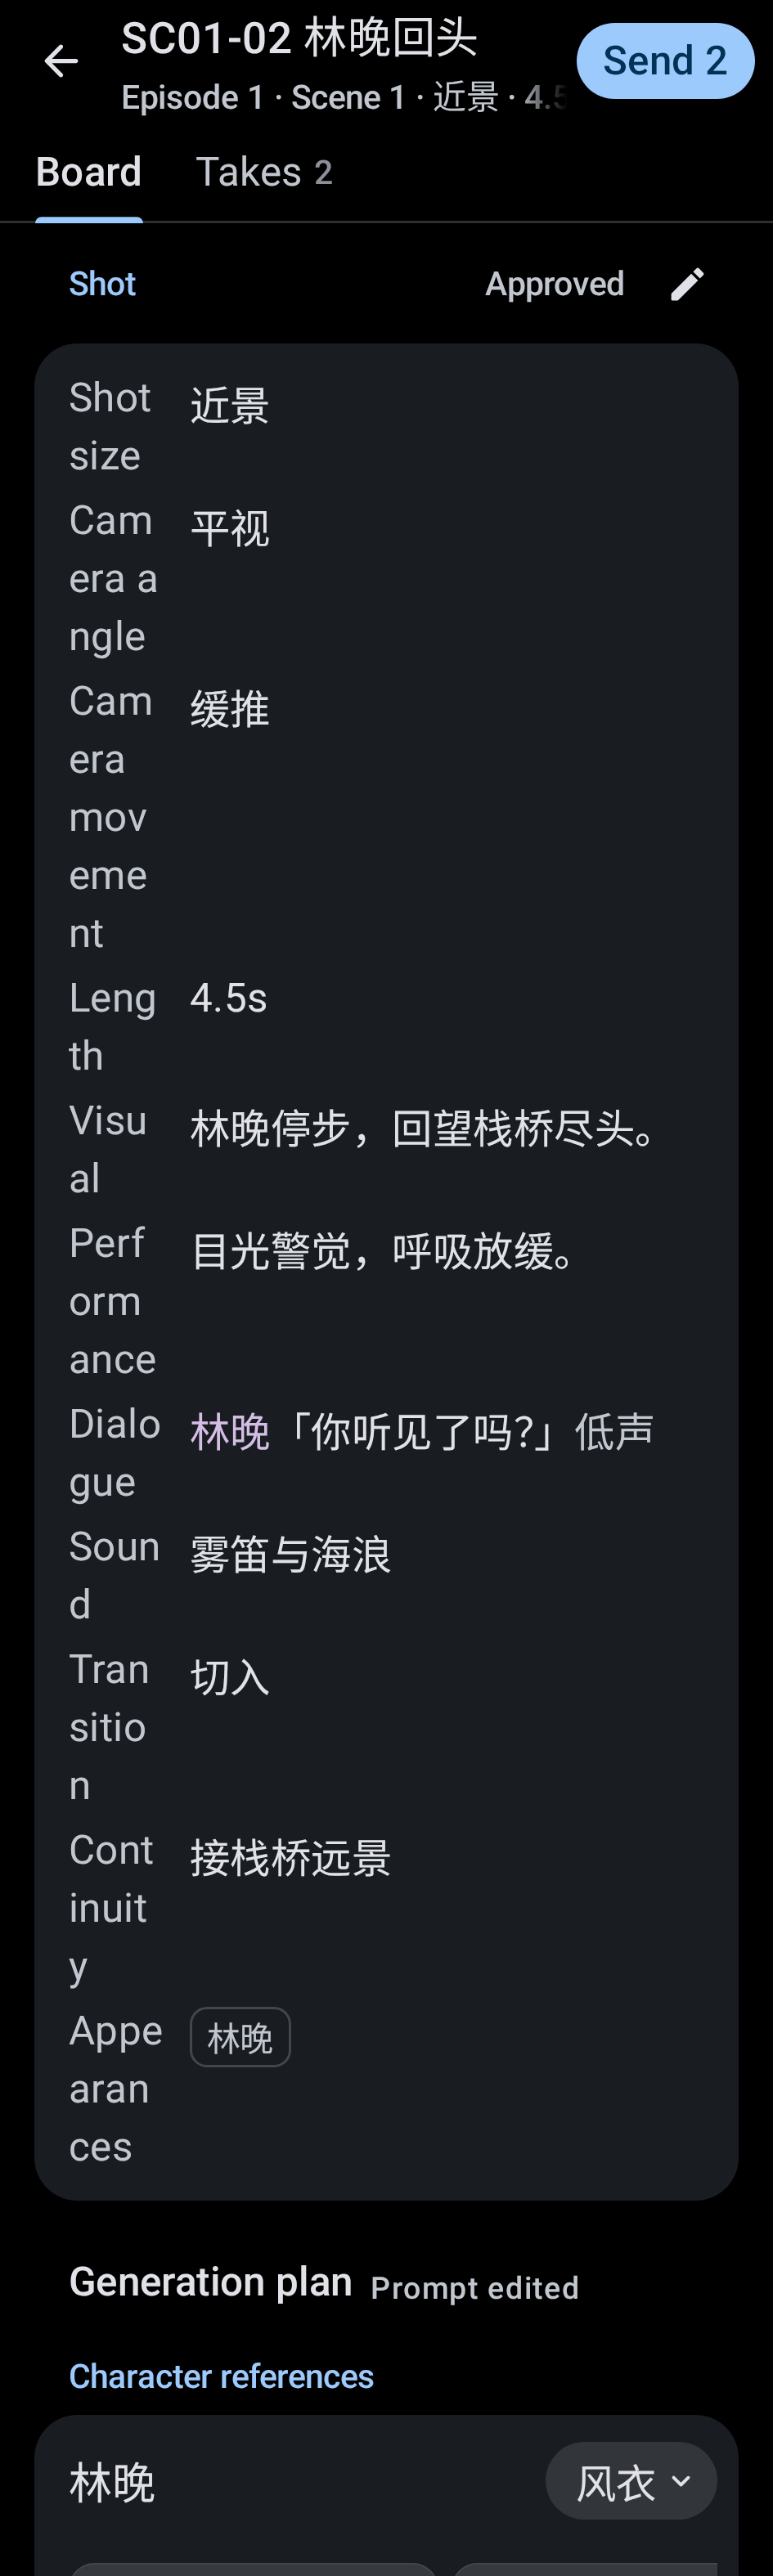 SC01-02 林晚回头
Send 2
Episode 1 · Scene 1 · 近景 · 4.5
Board
Takes 2
Shot
Approved
Shot
size
近景
Cam
era a
ngle
平视
Cam
era
mov
eme
nt
缓推
Leng
th
4.5s
Visu
al
林晚停步，回望栈桥尽头。
Perf
orm
ance
目光警觉，呼吸放缓。
Dialo
gue
林晚「你听见了吗？」低声
Soun
d
雾笛与海浪
Tran
sitio
n
切入
Cont
inuit
y
接栈桥远景
Appe
aran
ces
林晚
Generation plan Prompt edited
Character references
林晚
风衣